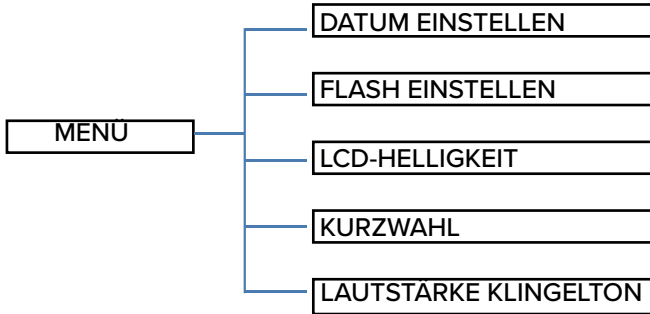 DATUM EINSTELLEN
FLASH EINSTELLEN
MENÜ
LCD-HELLIGKEIT
KURZWAHL
LAUTSTÄRKE KLINGELTON